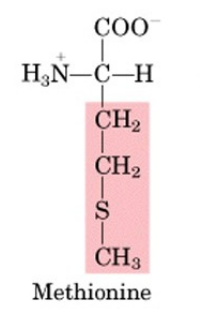 COO⁻
H₃N⁺—C—H
CH₂
CH₂
S
CH₃
Methionine